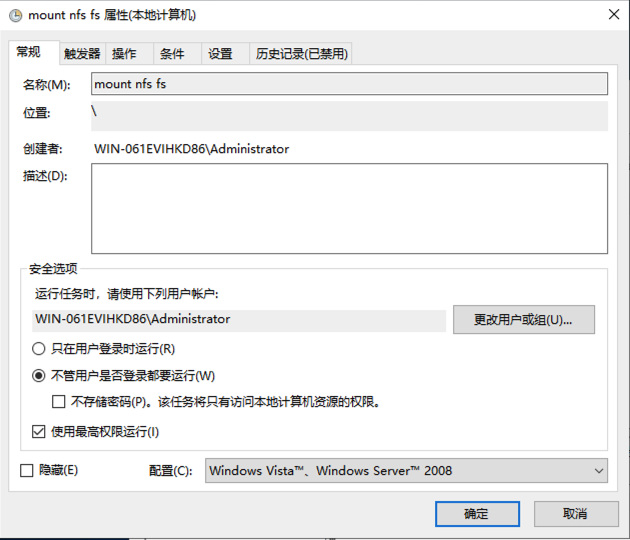 mount nfs fs 属性(本地计算机)
常规 触发器 操作 条件 设置 历史记录(已禁用)
名称(M): mount nfs fs
位置: \
创建者: WIN-061EVIHKD86\Administrator
描述(D):
安全选项
运行任务时，请使用下列用户帐户:
WIN-061EVIHKD86\Administrator 更改用户或组(U)...
只在用户登录时运行(R)
不管用户是否登录都要运行(W)
不存储密码(P)。该任务将只有访问本地计算机资源的权限。
使用最高权限运行(I)
隐藏(E) 配置(C): Windows Vista™、Windows Server™ 2008
确定 取消